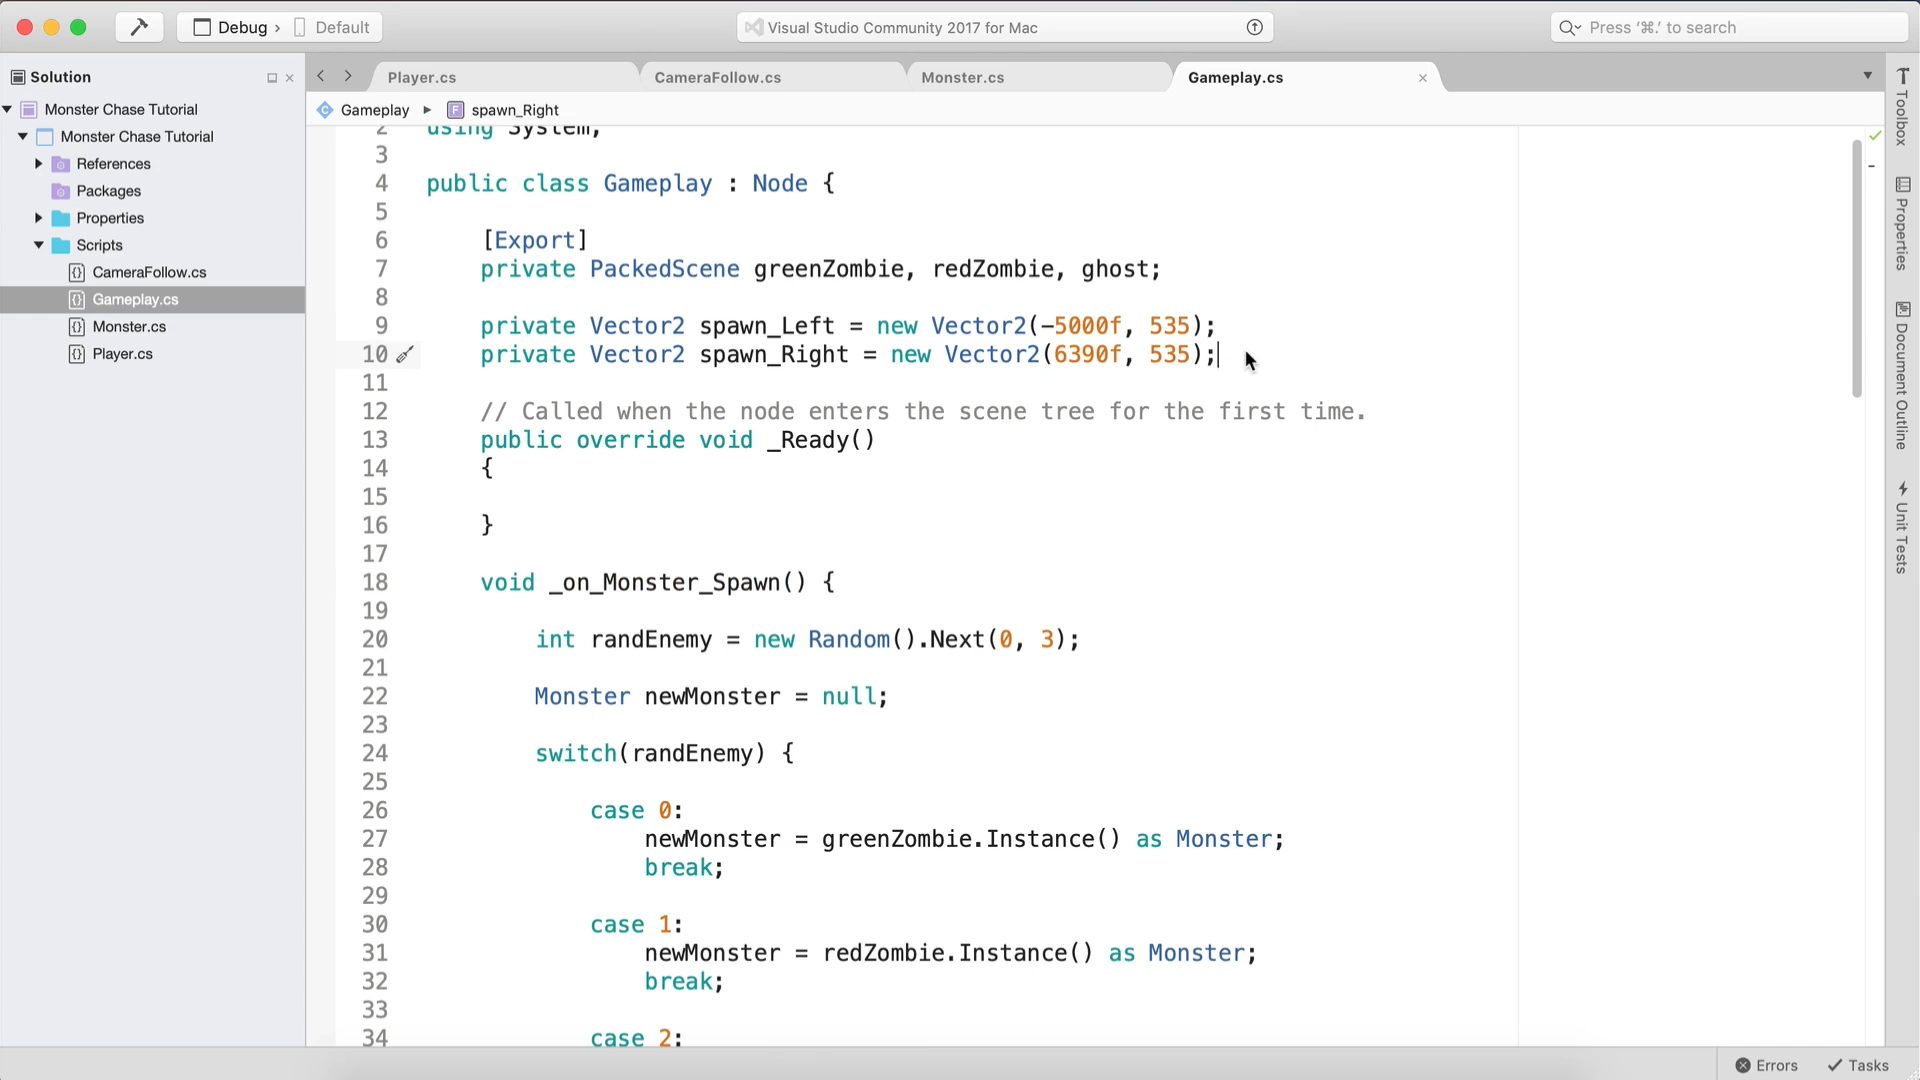 Debug › Default
Visual Studio Community 2017 for Mac
Press '⌘.' to search
Solution
Monster Chase Tutorial
Monster Chase Tutorial
References
Packages
Properties
Scripts
CameraFollow.cs
Gameplay.cs
Monster.cs
Player.cs
Player.cs
CameraFollow.cs
Monster.cs
Gameplay.cs
Gameplay
spawn_Right
2 using System;
3
4 public class Gameplay : Node {
5
6 [Export]
7 private PackedScene greenZombie, redZombie, ghost;
8
9 private Vector2 spawn_Left = new Vector2(-5000f, 535);
10 private Vector2 spawn_Right = new Vector2(6390f, 535);
11
12 // Called when the node enters the scene tree for the first time.
13 public override void _Ready()
14 {
15
16 }
17
18 void _on_Monster_Spawn() {
19
20 int randEnemy = new Random().Next(0, 3);
21
22 Monster newMonster = null;
23
24 switch(randEnemy) {
25
26 case 0:
27 newMonster = greenZombie.Instance() as Monster;
28 break;
29
30 case 1:
31 newMonster = redZombie.Instance() as Monster;
32 break;
33
34 case 2:
Toolbox
Properties
Document Outline
Unit Tests
Errors
Tasks